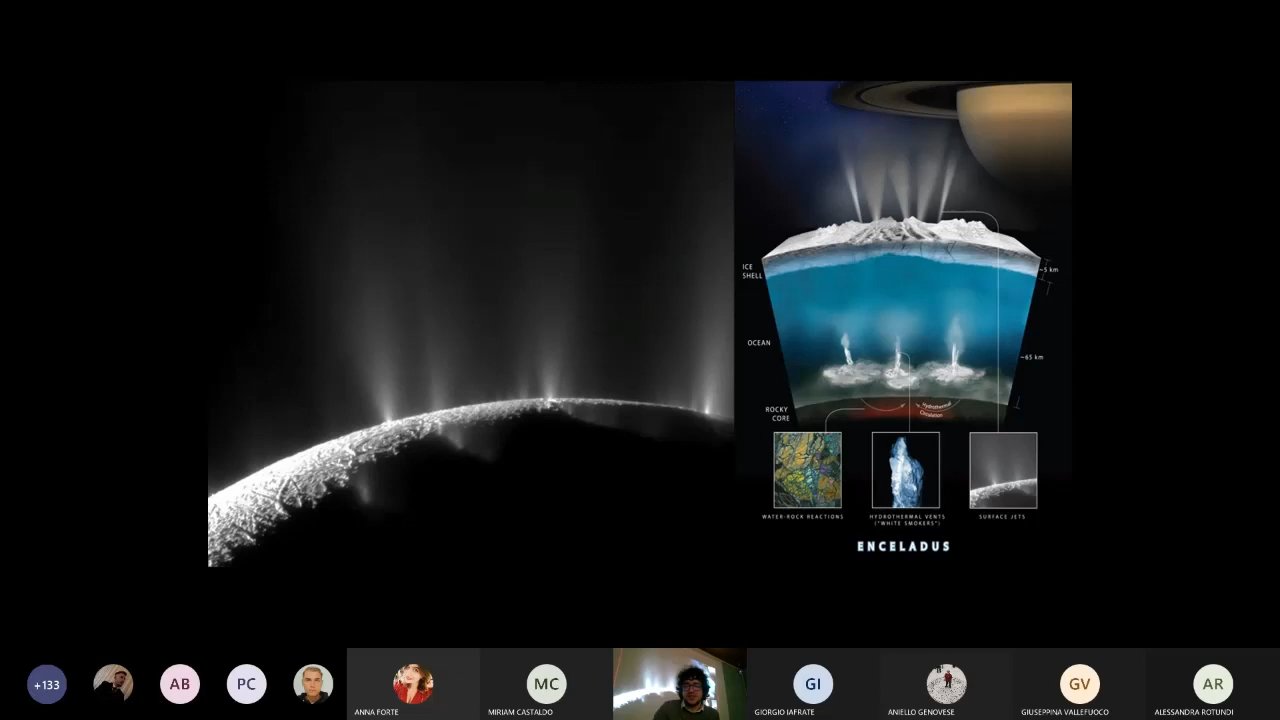 ICE
SHELL
~5 km
OCEAN
~65 km
ROCKY
CORE
Hydrothermal
Circulation
WATER-ROCK REACTIONS
HYDROTHERMAL VENTS
("WHITE SMOKERS")
SURFACE JETS
ENCELADUS
+133
AB
PC
ANNA FORTE
MC
MIRIAM CASTALDO
GI
GIORGIO IAFRATE
ANIELLO GENOVESE
GV
GIUSEPPINA VALLEFUOCO
AR
ALESSANDRA ROTUNDI